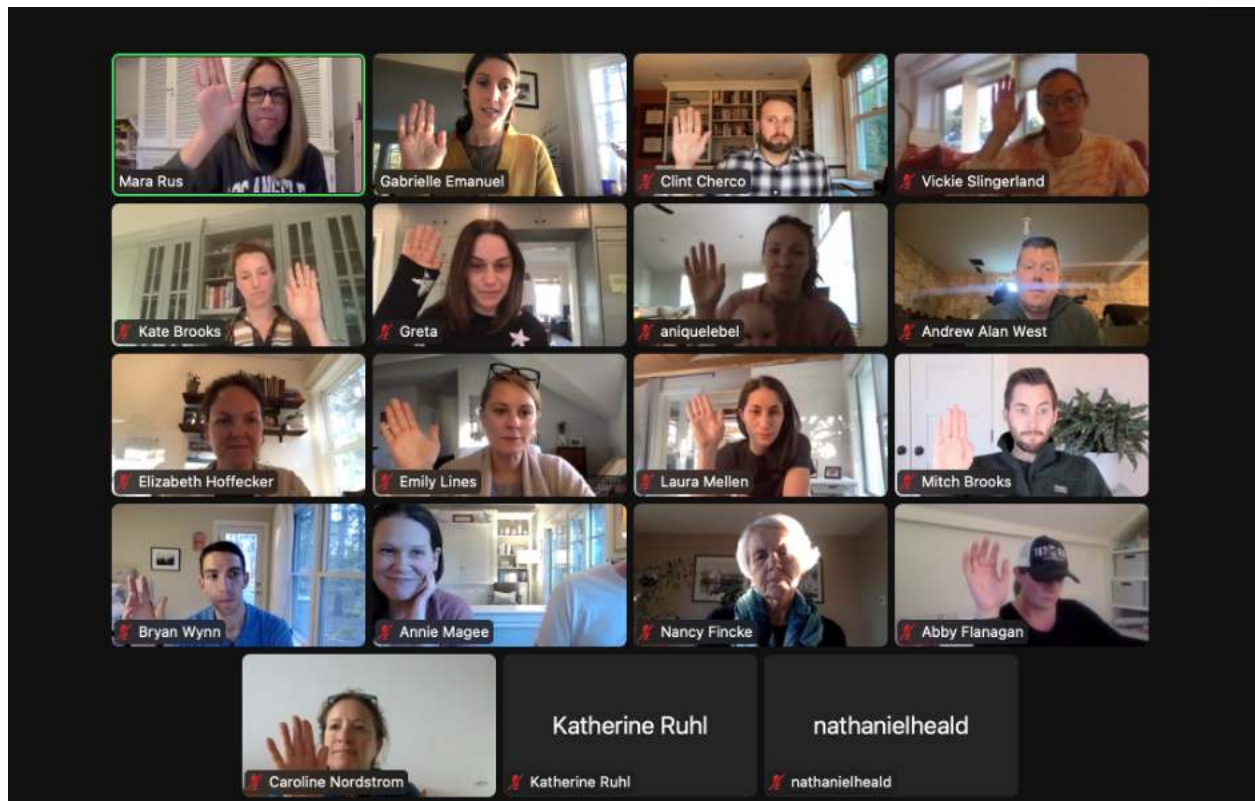 Mara Rus
Gabrielle Emanuel
Clint Cherco
Vickie Slingerland
Kate Brooks
Greta
aniquelebel
Andrew Alan West
Elizabeth Hoffecker
Emily Lines
Laura Mellen
Mitch Brooks
Bryan Wynn
Annie Magee
Nancy Fincke
Abby Flanagan
Caroline Nordstrom
Katherine Ruhl
Katherine Ruhl
nathanielheald
nathanielheald